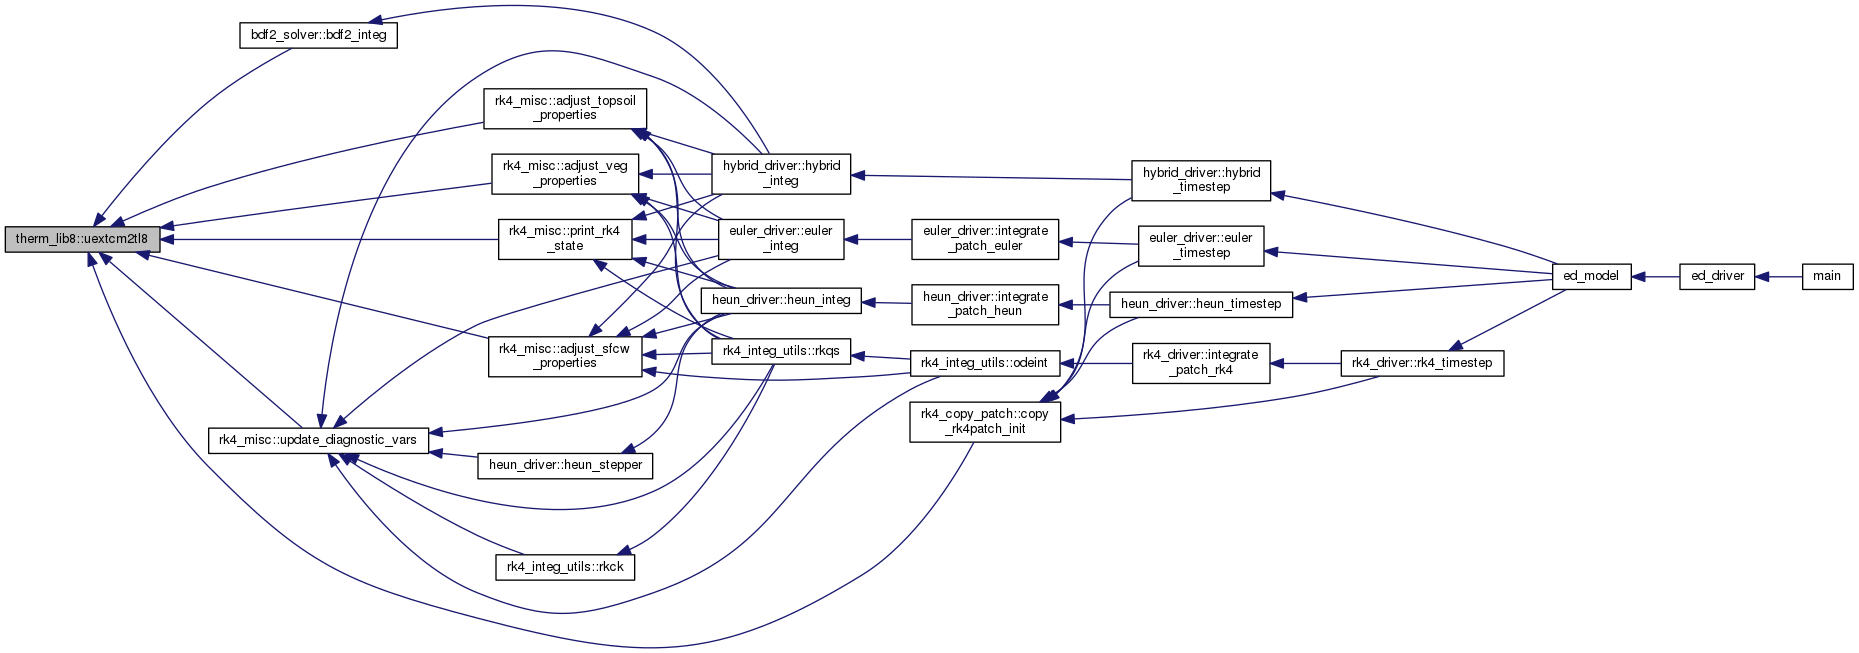 therm_lib8::uextcm2tl8
bdf2_solver::bdf2_integ
rk4_misc::adjust_topsoil
_properties
rk4_misc::adjust_veg
_properties
rk4_misc::print_rk4
_state
rk4_misc::adjust_sfcw
_properties
rk4_misc::update_diagnostic_vars
heun_driver::heun_stepper
rk4_integ_utils::rkck
hybrid_driver::hybrid
_integ
euler_driver::euler
_integ
heun_driver::heun_integ
rk4_integ_utils::rkqs
euler_driver::integrate
_patch_euler
heun_driver::integrate
_patch_heun
rk4_integ_utils::odeint
rk4_copy_patch::copy
_rk4patch_init
hybrid_driver::hybrid
_timestep
euler_driver::euler
_timestep
heun_driver::heun_timestep
rk4_driver::integrate
_patch_rk4
rk4_driver::rk4_timestep
ed_model
ed_driver
main